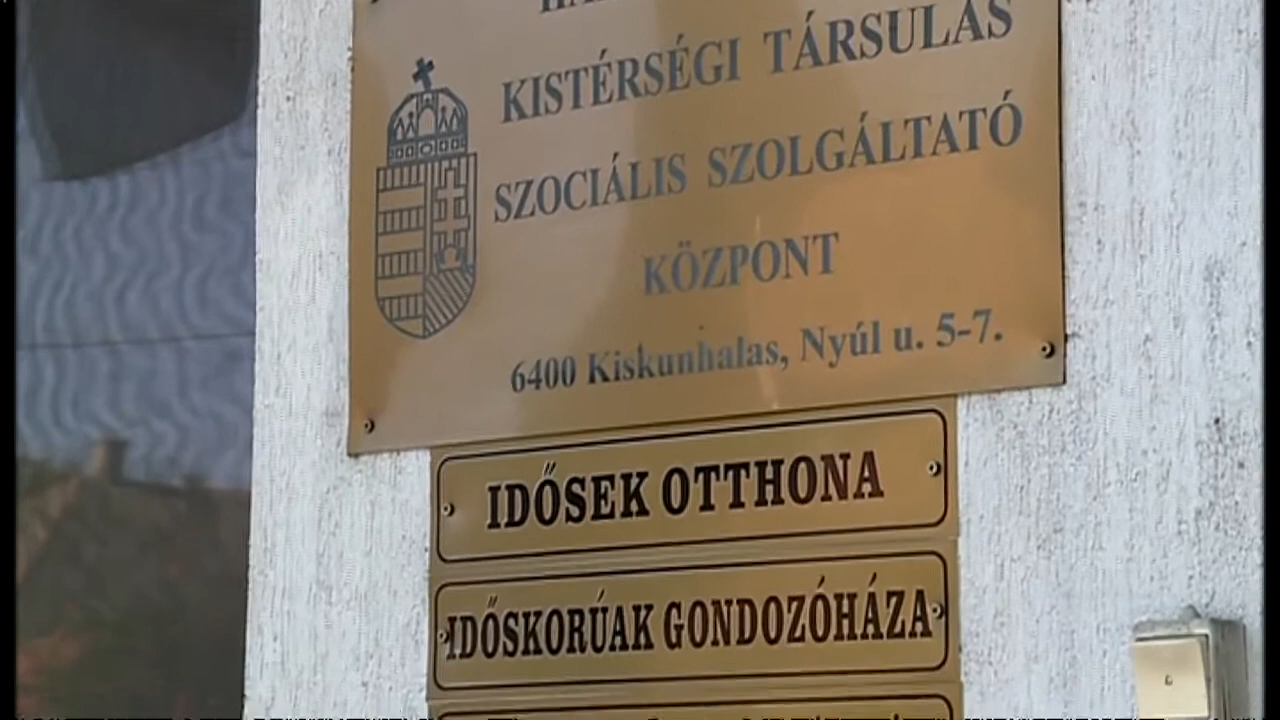 KISTÉRSÉGI TÁRSULÁS
SZOCIÁLIS SZOLGÁLTATÓ
KÖZPONT
6400 Kiskunhalas, Nyúl u. 5-7.
IDŐSEK OTTHONA
IDŐSKORÚAK GONDOZÓHÁZA